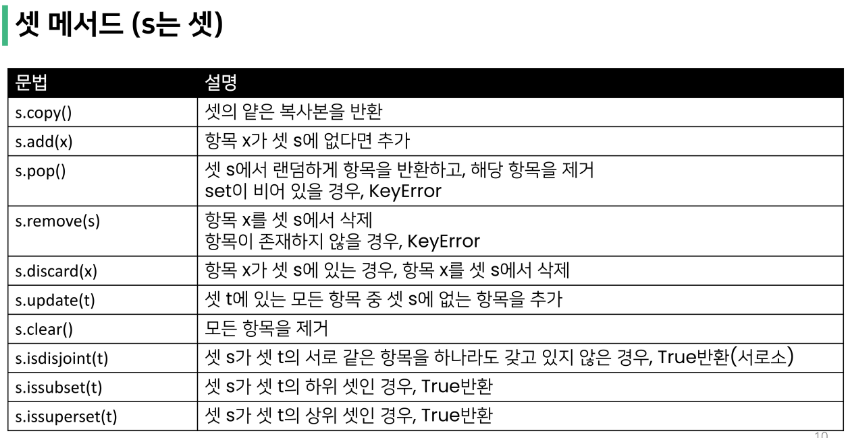 셋 메서드 (s는 셋)
문법 설명
s.copy() 셋의 얕은 복사본을 반환
s.add(x) 항목 x가 셋 s에 없다면 추가
s.pop() 셋 s에서 랜덤하게 항목을 반환하고, 해당 항목을 제거
set이 비어 있을 경우, KeyError
s.remove(s) 항목 x를 셋 s에서 삭제
항목이 존재하지 않을 경우, KeyError
s.discard(x) 항목 x가 셋 s에 있는 경우, 항목 x를 셋 s에서 삭제
s.update(t) 셋 t에 있는 모든 항목 중 셋 s에 없는 항목을 추가
s.clear() 모든 항목을 제거
s.isdisjoint(t) 셋 s가 셋 t의 서로 같은 항목을 하나라도 갖고 있지 않은 경우, True반환(서로소)
s.issubset(t) 셋 s가 셋 t의 하위 셋인 경우, True반환
s.issuperset(t) 셋 s가 셋 t의 상위 셋인 경우, True반환
10